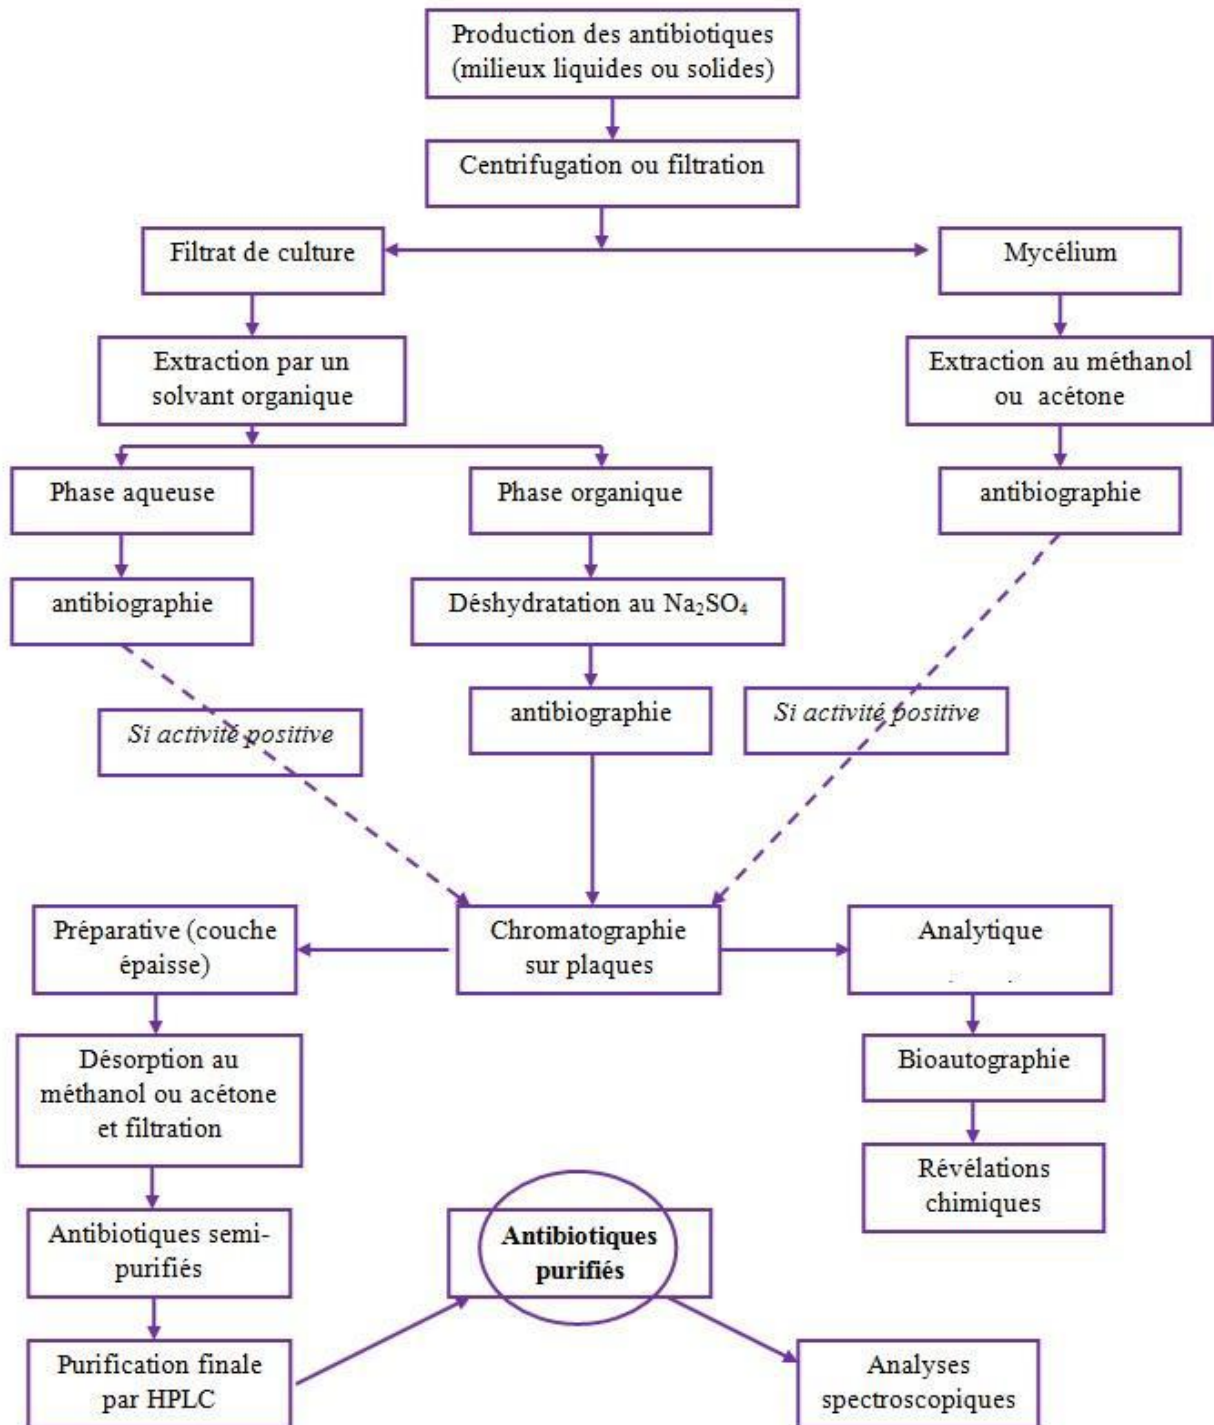 Production des antibiotiques
(milieux liquides ou solides)
Centrifugation ou filtration
Filtrat de culture
Mycélium
Extraction par un
solvant organique
Extraction au méthanol
ou acétone
Phase aqueuse
Phase organique
antibiographie
antibiographie
Déshydratation au Na₂SO₄
antibiographie
Si activité positive
Si activité positive
Préparative (couche
épaisse)
Chromatographie
sur plaques
Analytique
Désorption au
méthanol ou acétone
et filtration
Bioautographie
Révélations
chimiques
Antibiotiques semi-
purifiés
Antibiotiques
purifiés
Purification finale
par HPLC
Analyses
spectroscopiques